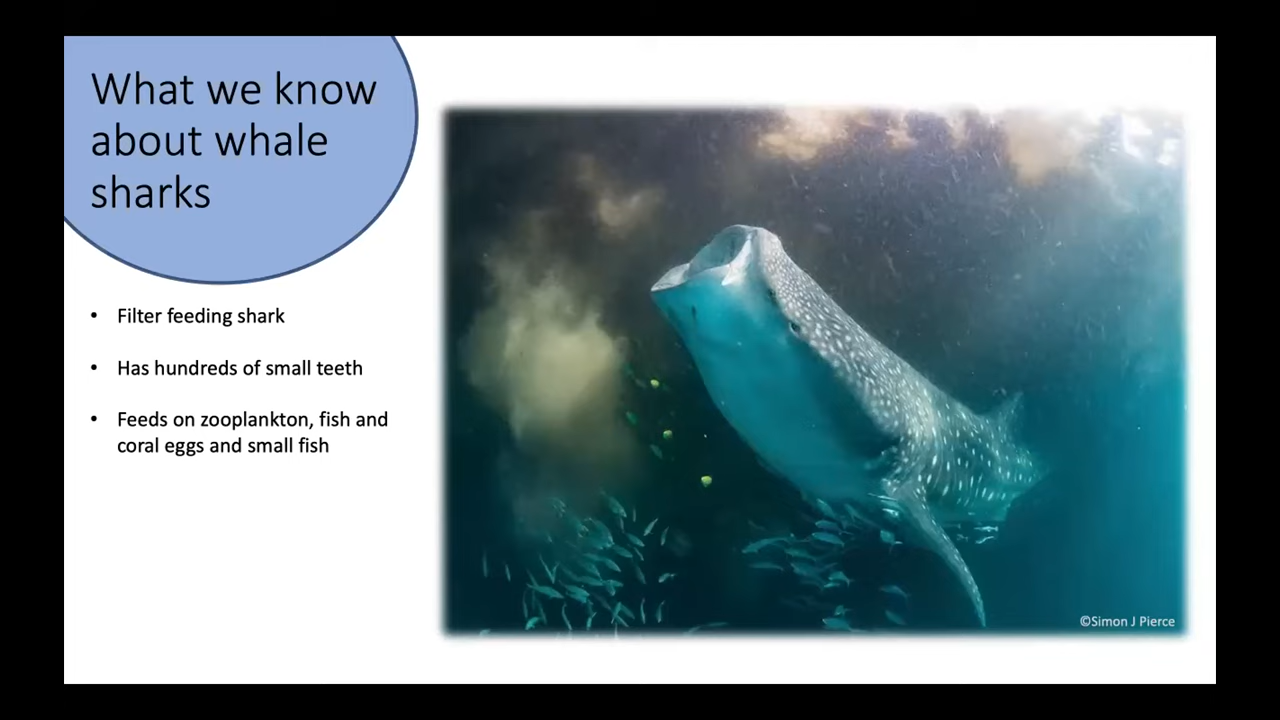 What we know
about whale
sharks
• Filter feeding shark
• Has hundreds of small teeth
• Feeds on zooplankton, fish and
coral eggs and small fish
©Simon J Pierce